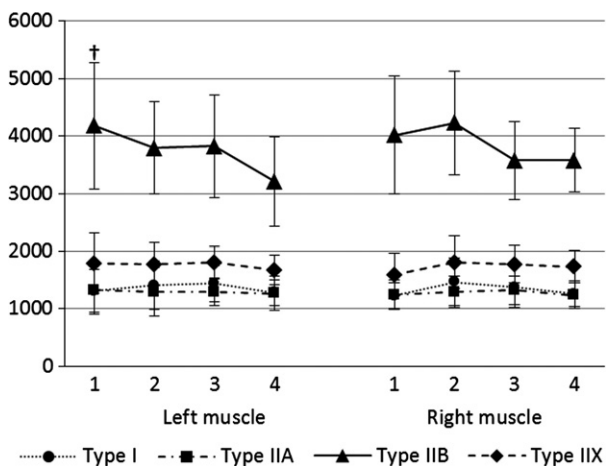 6000
†
5000
4000
3000
2000
1000
0
1 2 3 4 1 2 3 4
Left muscle Right muscle
Type I Type IIA Type IIB Type IIX